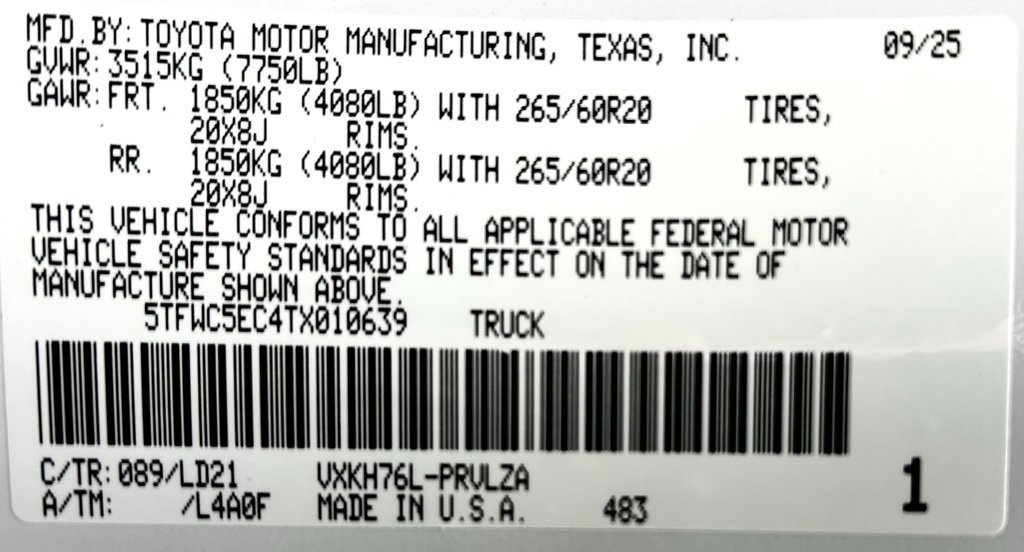 MFD.BY: TOYOTA MOTOR MANUFACTURING, TEXAS, INC. 09/25
GVWR: 3515KG (7750LB)
GAWR: FRT. 1850KG (4080LB) WITH 265/60R20 TIRES,
20X8J RIMS.
RR. 1850KG (4080LB) WITH 265/60R20 TIRES,
20X8J RIMS.
THIS VEHICLE CONFORMS TO ALL APPLICABLE FEDERAL MOTOR
VEHICLE SAFETY STANDARDS IN EFFECT ON THE DATE OF
MANUFACTURE SHOWN ABOVE.
5TFWC5EC4TX010639 TRUCK
C/TR: 089/LD21 VXKH76L-PRVLZA
A/TM: /L4A0F MADE IN U.S.A. 483 1